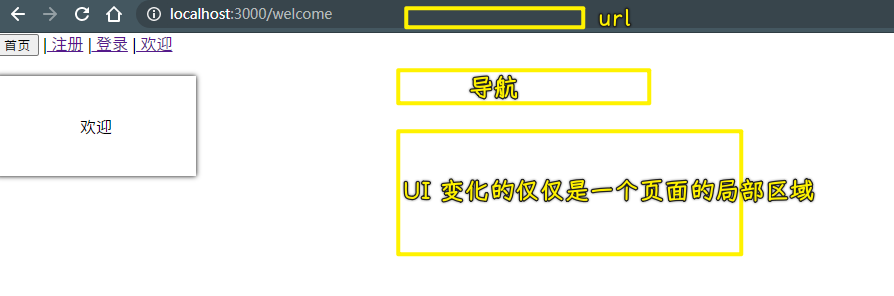 localhost:3000/welcome url
首页 | 注册 | 登录 | 欢迎
导航
欢迎
UI 变化的仅仅是一个页面的局部区域